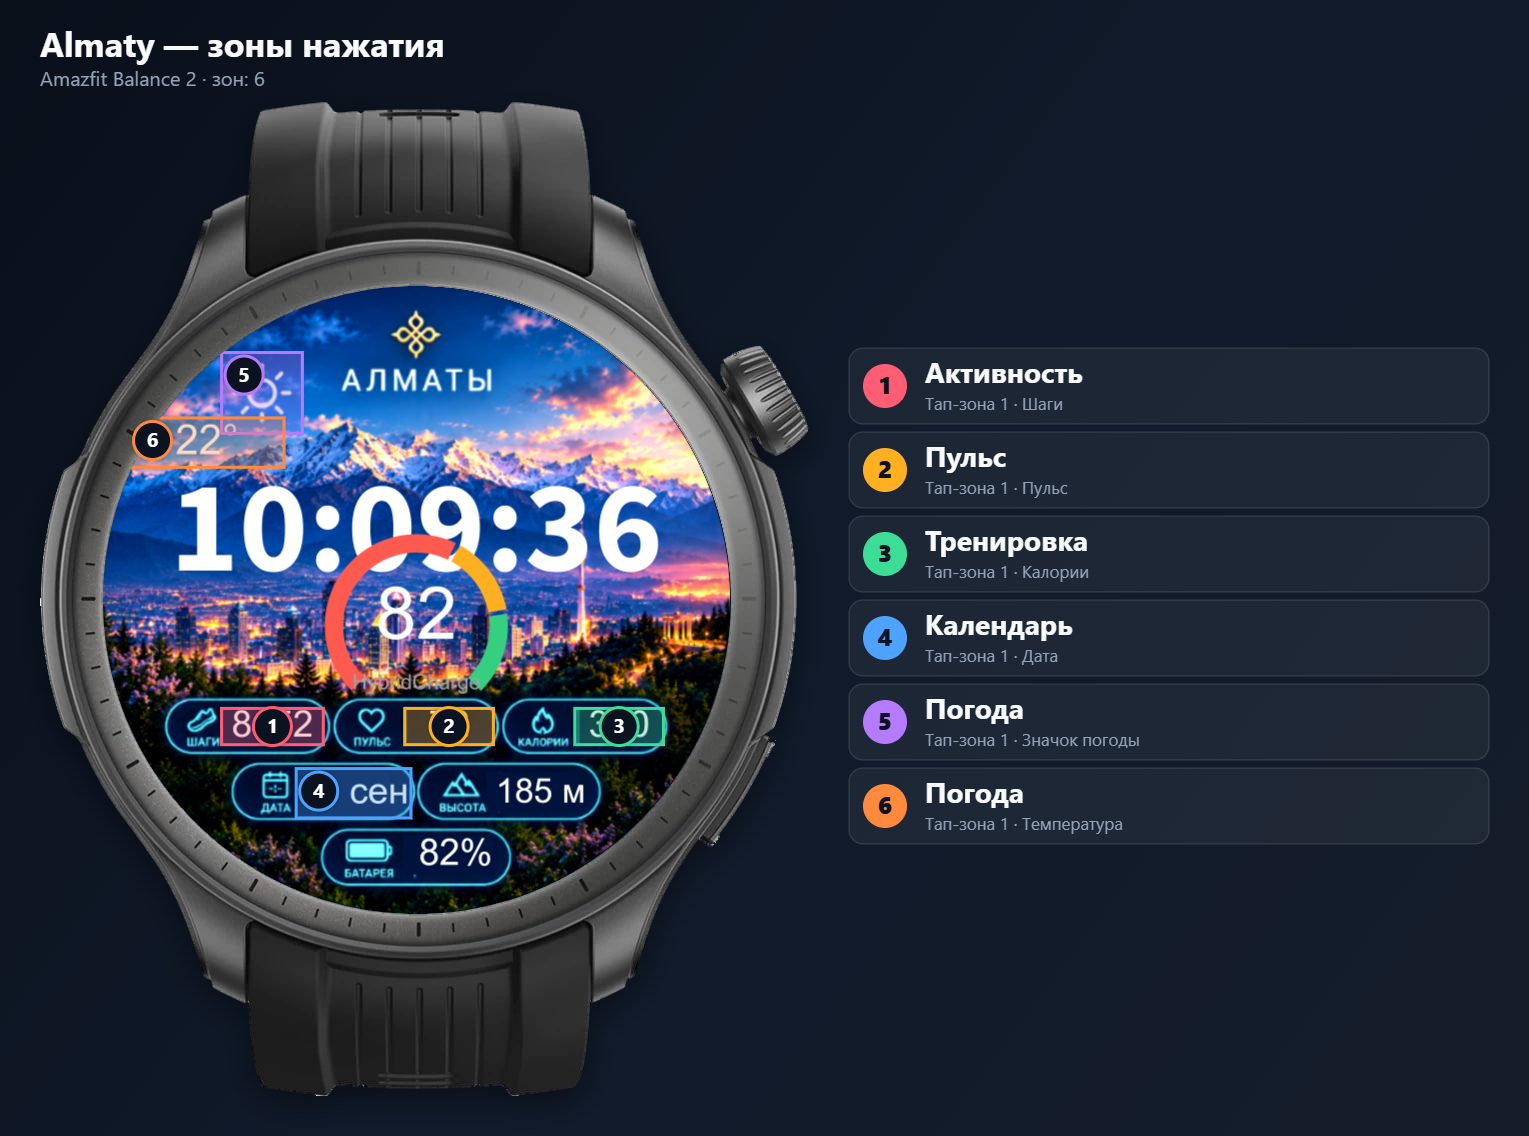 Almaty — зоны нажатия
Amazfit Balance 2 · зон: 6
АЛМАТЫ
5
6 22°
10:09:36
82
HybridCharge
ШАГИ 1
ПУЛЬС 2
КАЛОРИИ 3
ДАТА 4 сен
ВЫСОТА 185 м
БАТАРЕЯ 82%
1 Активность
Тап-зона 1 · Шаги
2 Пульс
Тап-зона 1 · Пульс
3 Тренировка
Тап-зона 1 · Калории
4 Календарь
Тап-зона 1 · Дата
5 Погода
Тап-зона 1 · Значок погоды
6 Погода
Тап-зона 1 · Температура